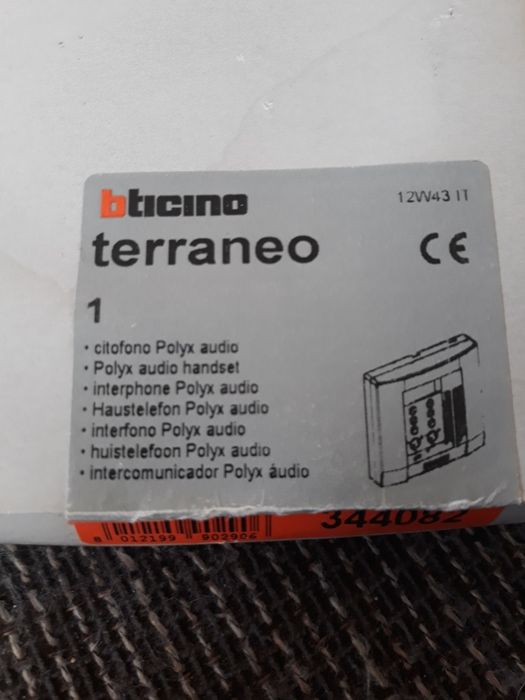 bticino
12W43 IT
terraneo
CE
1
• citofono Polyx audio
• Polyx audio handset
• interphone Polyx audio
• Haustelefon Polyx audio
• interfono Polyx audio
• huistelefoon Polyx audio
• intercomunicador Polyx áudio
344082
8 012199 902906